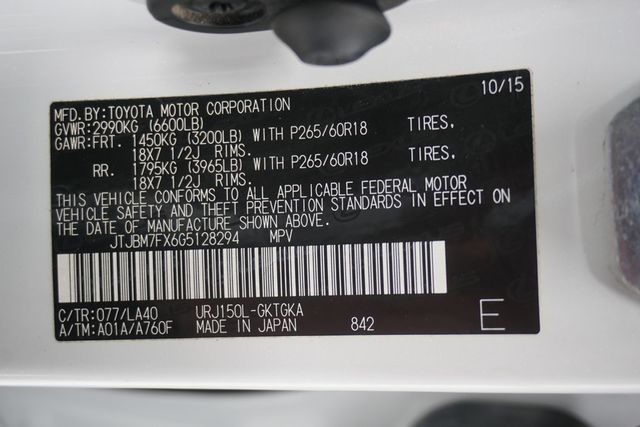 10/15
MFD.BY:TOYOTA MOTOR CORPORATION
GVWR:2990KG (6600LB)
GAWR:FRT. 1450KG (3200LB) WITH P265/60R18 TIRES,
18X7 1/2J RIMS.
RR. 1795KG (3965LB) WITH P265/60R18 TIRES,
18X7 1/2J RIMS.
THIS VEHICLE CONFORMS TO ALL APPLICABLE FEDERAL MOTOR
VEHICLE SAFETY AND THEFT PREVENTION STANDARDS IN EFFECT ON
THE DATE OF MANUFACTURE SHOWN ABOVE.
JTJBM7FX6G5128294 MPV
C/TR:077/LA40 URJ150L-GKTGKA
A/TM:A01A/A760F MADE IN JAPAN 842 E